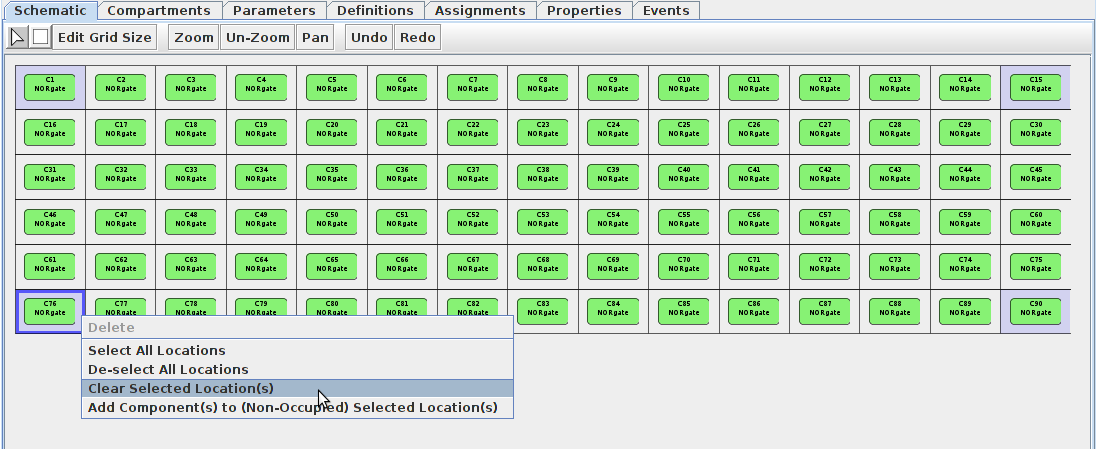 Schematic Compartments Parameters Definitions Assignments Properties Events
Edit Grid Size Zoom Un-Zoom Pan Undo Redo
C1 C2 C3 C4 C5 C6 C7 C8 C9 C10 C11 C12 C13 C14 C15
NORgate NORgate NORgate NORgate NORgate NORgate NORgate NORgate NORgate NORgate NORgate NORgate NORgate NORgate NORgate
C16 C17 C18 C19 C20 C21 C22 C23 C24 C25 C26 C27 C28 C29 C30
NORgate NORgate NORgate NORgate NORgate NORgate NORgate NORgate NORgate NORgate NORgate NORgate NORgate NORgate NORgate
C31 C32 C33 C34 C35 C36 C37 C38 C39 C40 C41 C42 C43 C44 C45
NORgate NORgate NORgate NORgate NORgate NORgate NORgate NORgate NORgate NORgate NORgate NORgate NORgate NORgate NORgate
C46 C47 C48 C49 C50 C51 C52 C53 C54 C55 C56 C57 C58 C59 C60
NORgate NORgate NORgate NORgate NORgate NORgate NORgate NORgate NORgate NORgate NORgate NORgate NORgate NORgate NORgate
C61 C62 C63 C64 C65 C66 C67 C68 C69 C70 C71 C72 C73 C74 C75
NORgate NORgate NORgate NORgate NORgate NORgate NORgate NORgate NORgate NORgate NORgate NORgate NORgate NORgate NORgate
C76 C77 C78 C79 C80 C81 C82 C83 C84 C85 C86 C87 C88 C89 C90
NORgate NORgate NORgate NORgate NORgate NORgate NORgate NORgate NORgate NORgate NORgate NORgate NORgate NORgate NORgate
Delete
Select All Locations
De-select All Locations
Clear Selected Location(s)
Add Component(s) to (Non-Occupied) Selected Location(s)